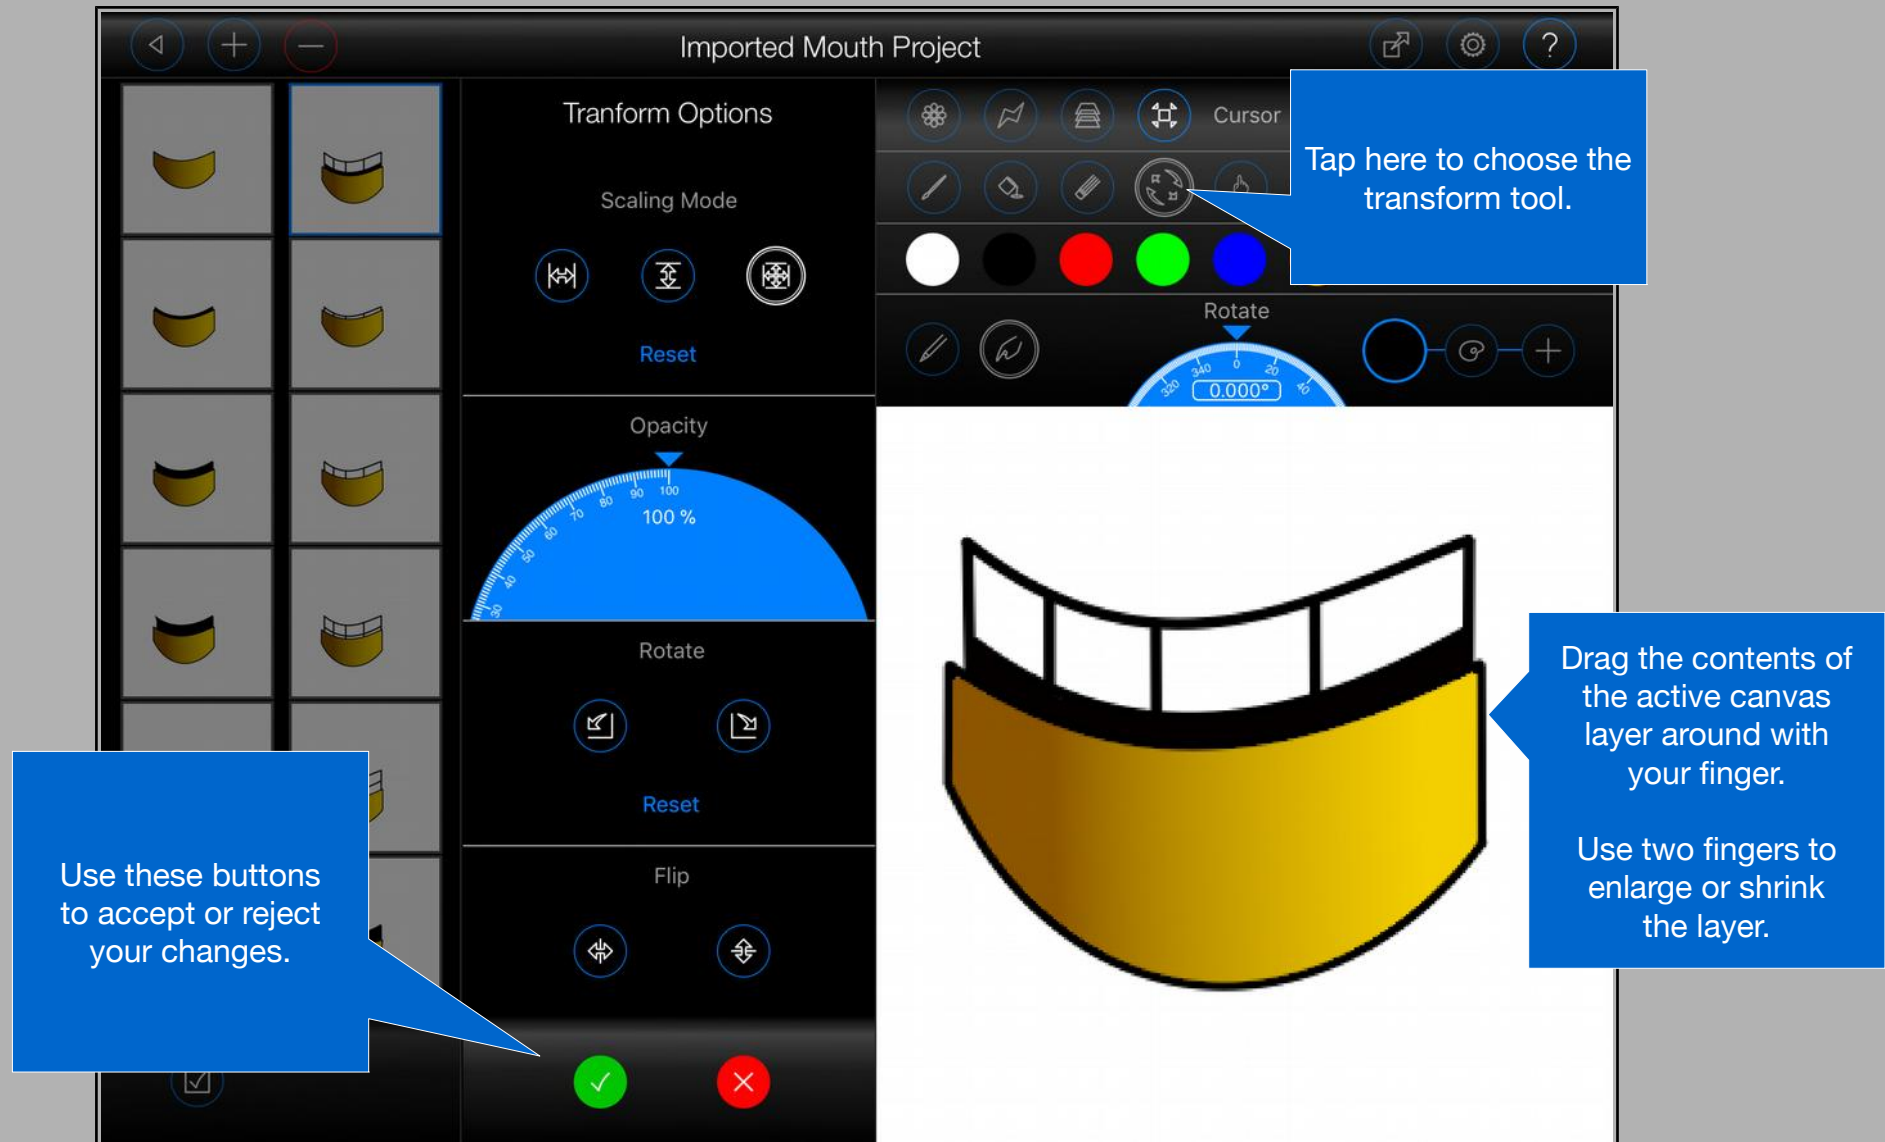 Imported Mouth Project
?
Tranform Options
Scaling Mode
Reset
Opacity
30 40 50 60 70 80 90 100
100 %
Rotate
Reset
Flip
Cursor
Tap here to choose the
transform tool.
Rotate
320 340 0 20 40
0.000°
Drag the contents of
the active canvas
layer around with
your finger.
Use two fingers to
enlarge or shrink
the layer.
Use these buttons
to accept or reject
your changes.